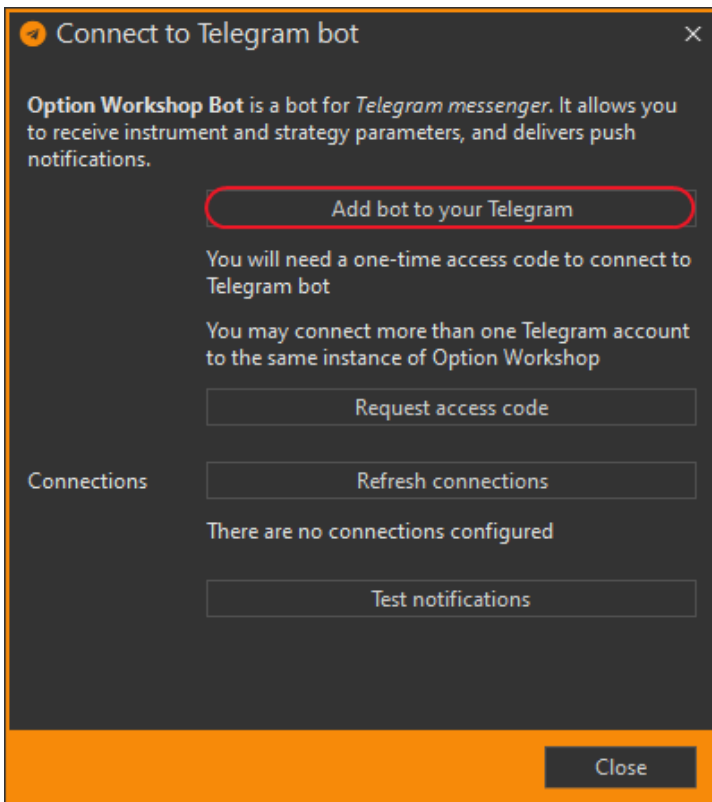 Connect to Telegram bot
Option Workshop Bot is a bot for Telegram messenger. It allows you
to receive instrument and strategy parameters, and delivers push
notifications.
Add bot to your Telegram
You will need a one-time access code to connect to
Telegram bot
You may connect more than one Telegram account
to the same instance of Option Workshop
Request access code
Connections
Refresh connections
There are no connections configured
Test notifications
Close